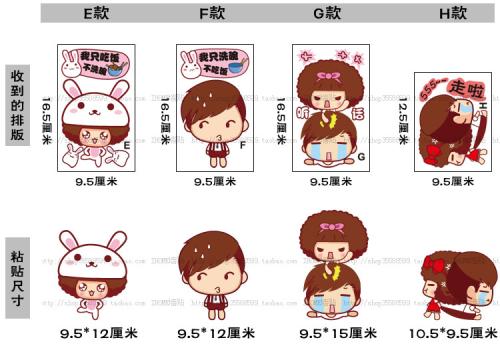 E款 F款 G款 H款
收到的排版
我只吃饭
不洗碗
16.5厘米
E
9.5厘米
我只洗碗
不吃饭
16.5厘米
F
9.5厘米
听 话
16.5厘米
G
9.5厘米
555~~ 走啦
12.5厘米
H
9.5厘米
粘贴尺寸
9.5*12厘米 9.5*12厘米 9.5*15厘米 10.5*9.5厘米